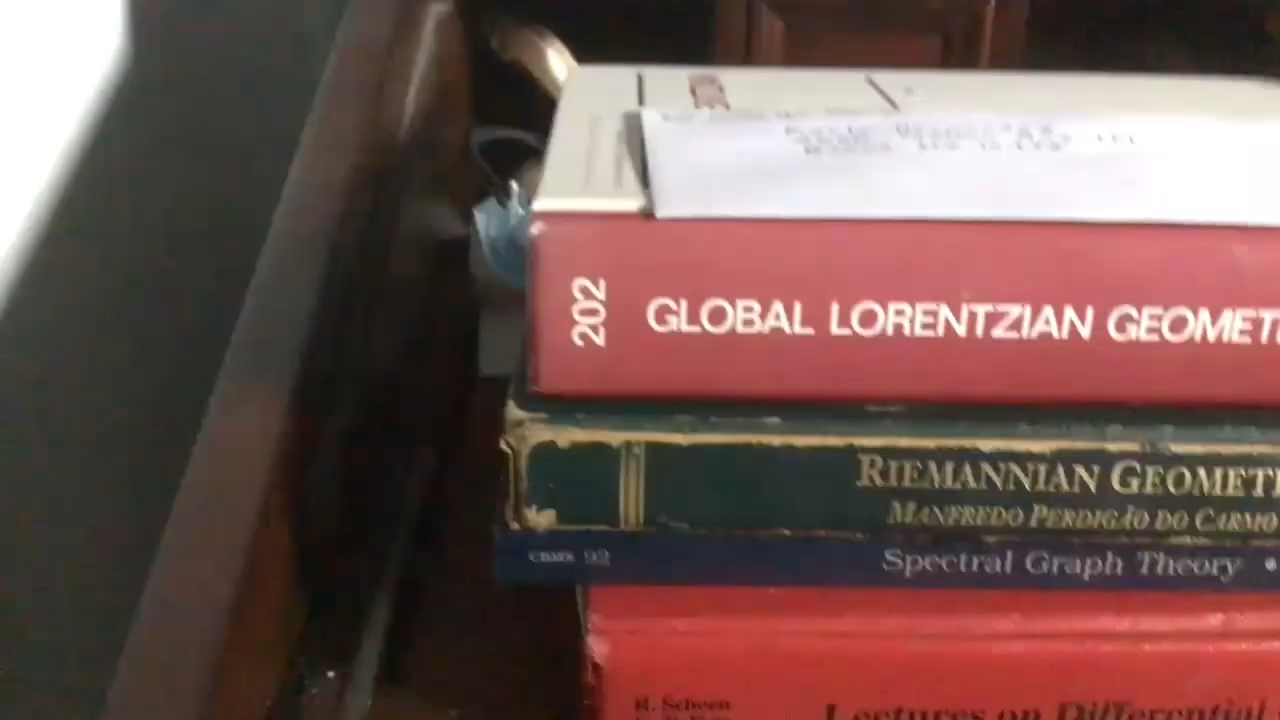 202
GLOBAL LORENTZIAN GEOMET
RIEMANNIAN GEOMET
MANFREDO PERDIGÃO DO CARMO
CBMS 92
Spectral Graph Theory •
R. Schoen
Lectures on Differential